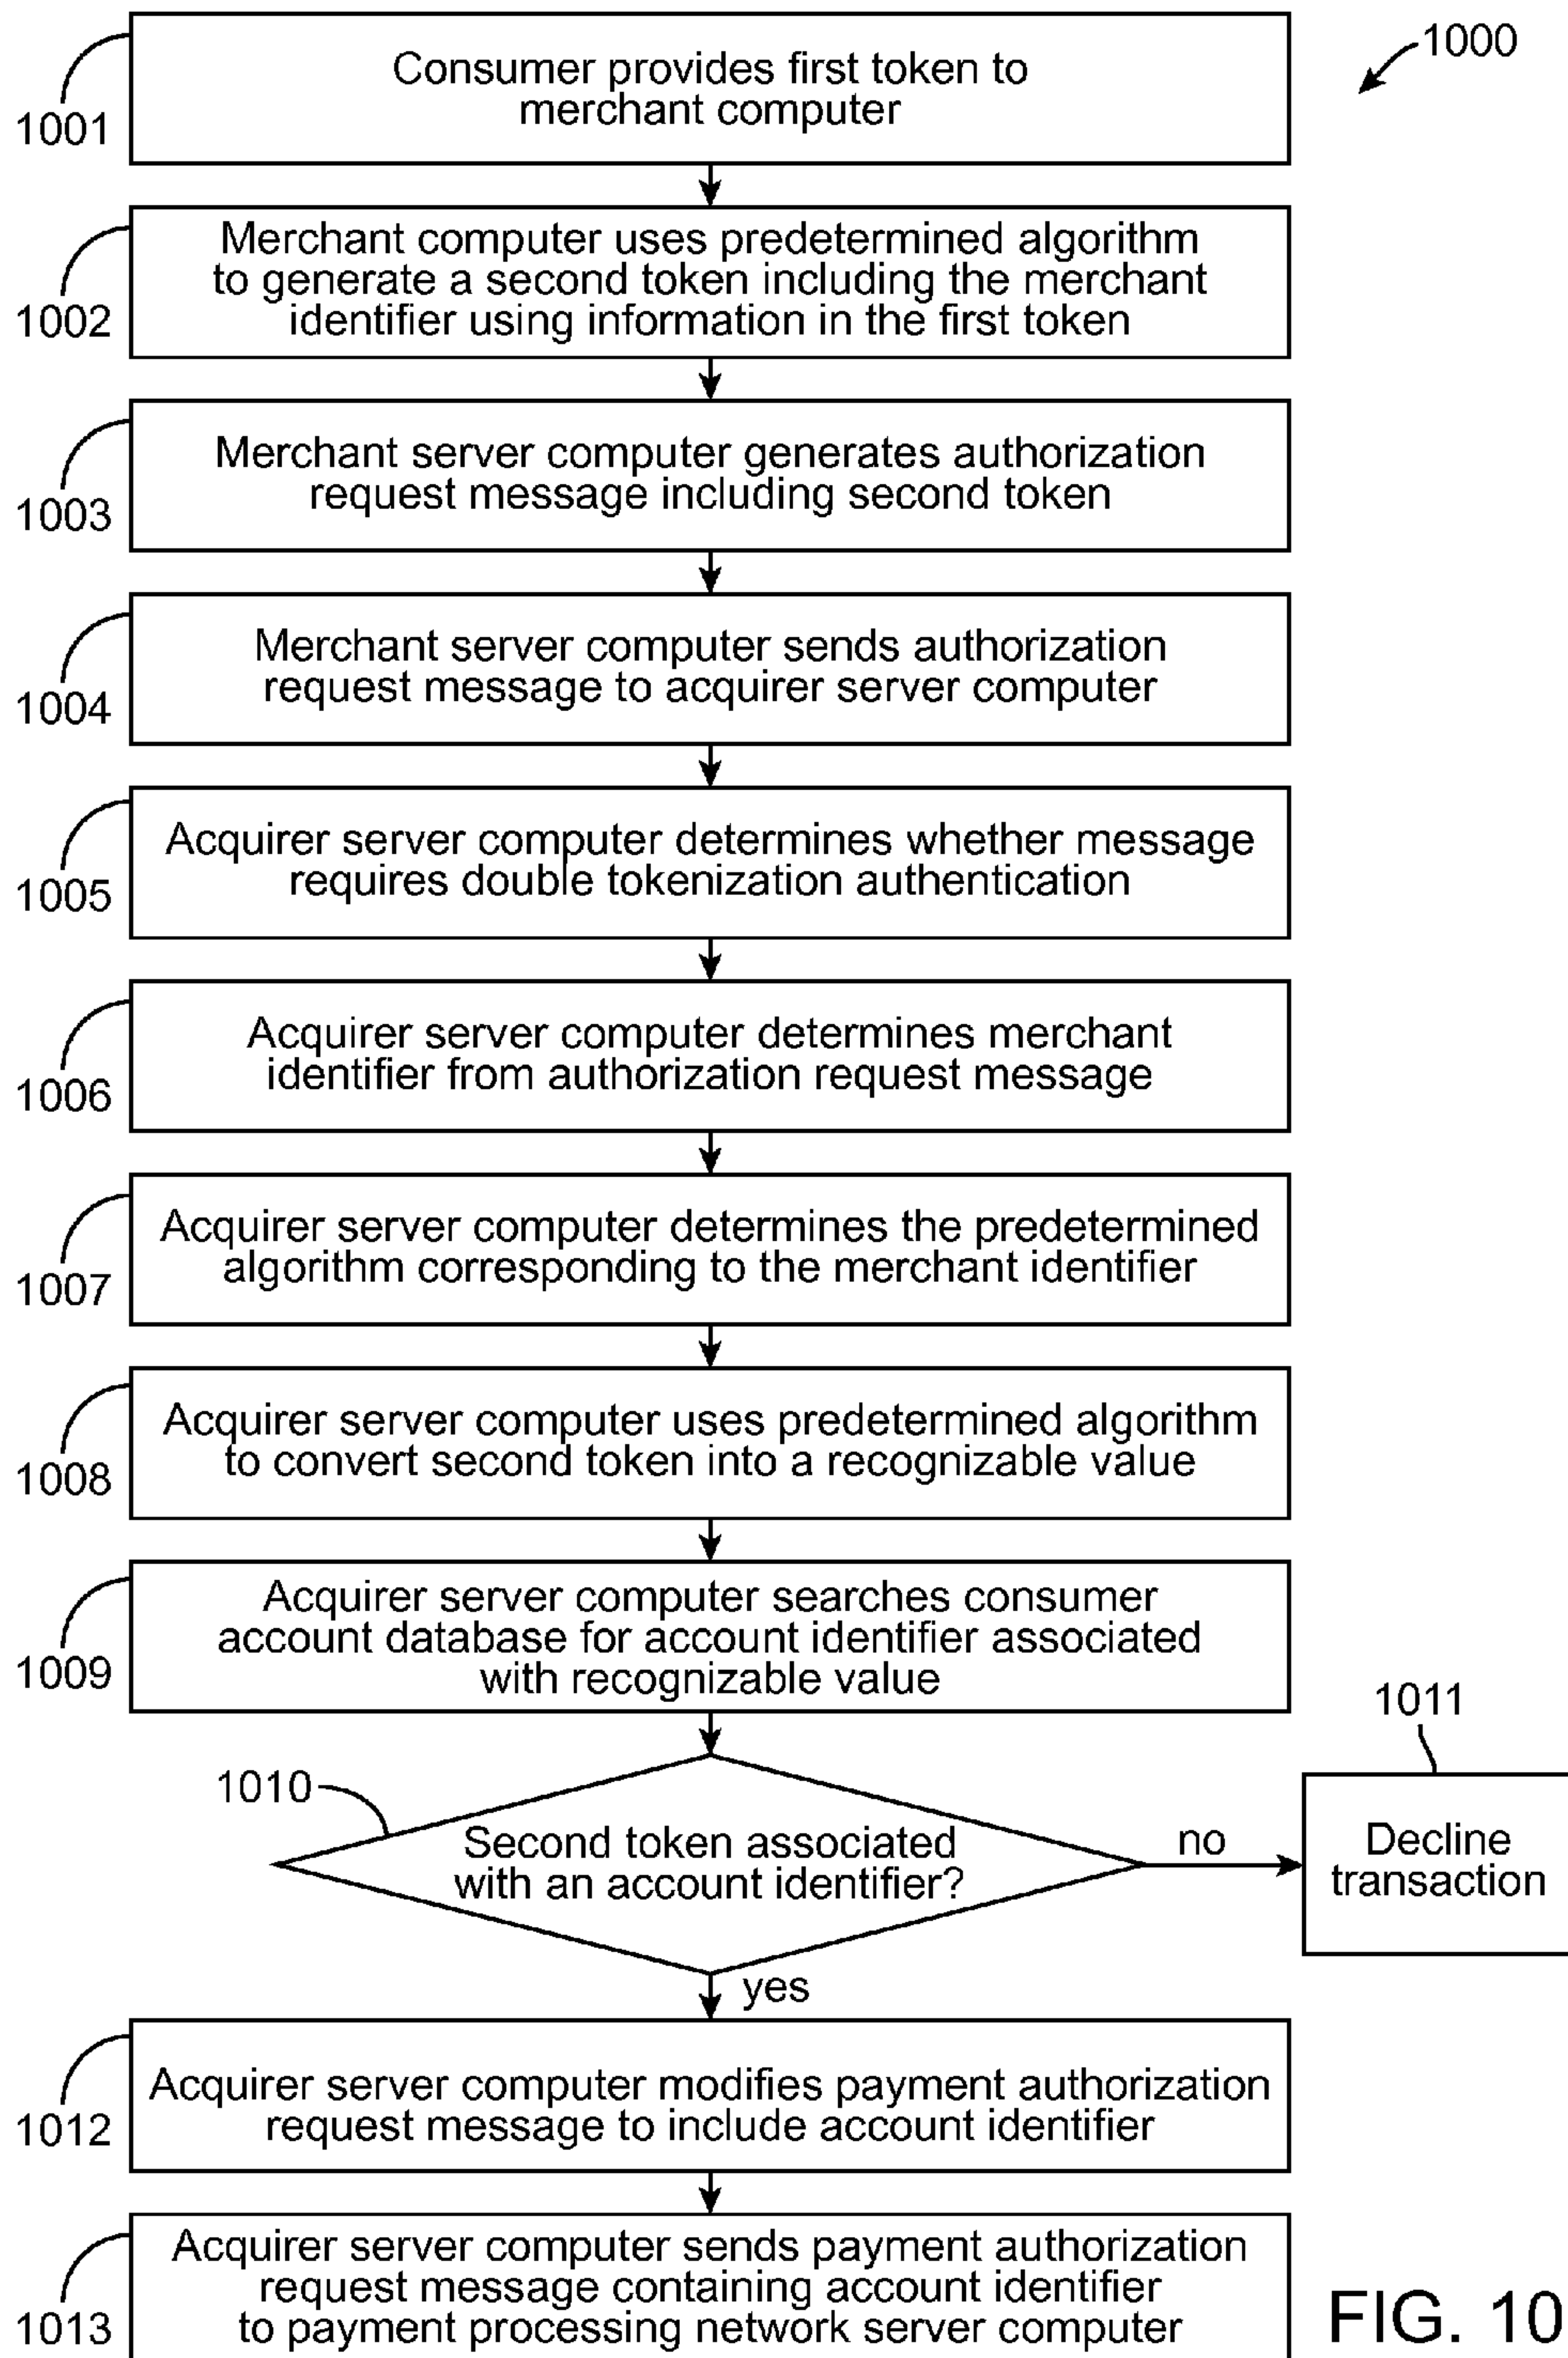 1000
1001
Consumer provides first token to
merchant computer
1002
Merchant computer uses predetermined algorithm
to generate a second token including the merchant
identifier using information in the first token
1003
Merchant server computer generates authorization
request message including second token
1004
Merchant server computer sends authorization
request message to acquirer server computer
1005
Acquirer server computer determines whether message
requires double tokenization authentication
1006
Acquirer server computer determines merchant
identifier from authorization request message
1007
Acquirer server computer determines the predetermined
algorithm corresponding to the merchant identifier
1008
Acquirer server computer uses predetermined algorithm
to convert second token into a recognizable value
1009
Acquirer server computer searches consumer
account database for account identifier associated
with recognizable value
1010
Second token associated
with an account identifier?
no
1011
Decline
transaction
yes
1012
Acquirer server computer modifies payment authorization
request message to include account identifier
1013
Acquirer server computer sends payment authorization
request message containing account identifier
to payment processing network server computer
FIG. 10